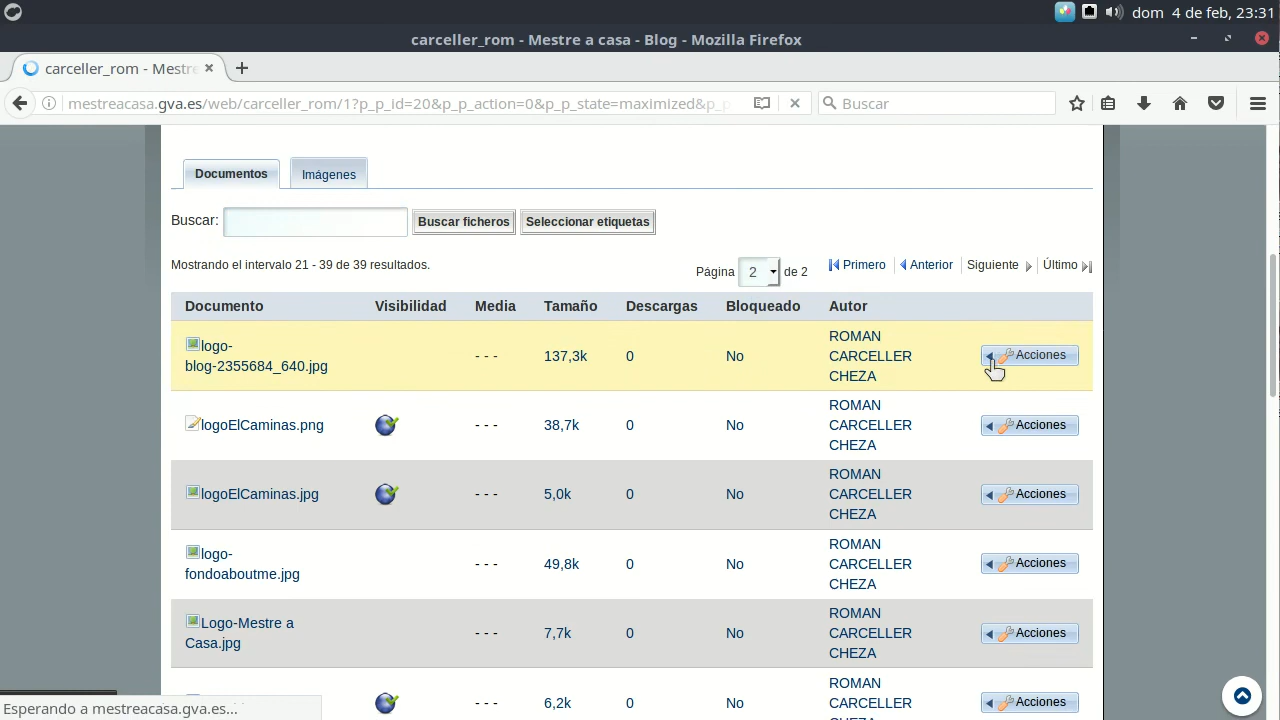 dom 4 de feb, 23:31
carceller_rom - Mestre a casa - Blog - Mozilla Firefox
carceller_rom - Mestre
mestreacasa.gva.es/web/carceller_rom/1?p_p_id=20&p_p_action=0&p_p_state=maximized&p_p
Buscar
Documentos Imágenes
Buscar: Buscar ficheros Seleccionar etiquetas
Mostrando el intervalo 21 - 39 de 39 resultados. Página 2 de 2 Primero Anterior Siguiente Último
Documento Visibilidad Media Tamaño Descargas Bloqueado Autor
logo-
blog-2355684_640.jpg - - - 137,3k 0 No ROMAN
CARCELLER
CHEZA Acciones
logoElCaminas.png - - - 38,7k 0 No ROMAN
CARCELLER
CHEZA Acciones
logoElCaminas.jpg - - - 5,0k 0 No ROMAN
CARCELLER
CHEZA Acciones
logo-
fondoaboutme.jpg - - - 49,8k 0 No ROMAN
CARCELLER
CHEZA Acciones
Logo-Mestre a
Casa.jpg - - - 7,7k 0 No ROMAN
CARCELLER
CHEZA Acciones
- - - 6,2k 0 No ROMAN
CARCELLER
Acciones
Esperando a mestreacasa.gva.es...